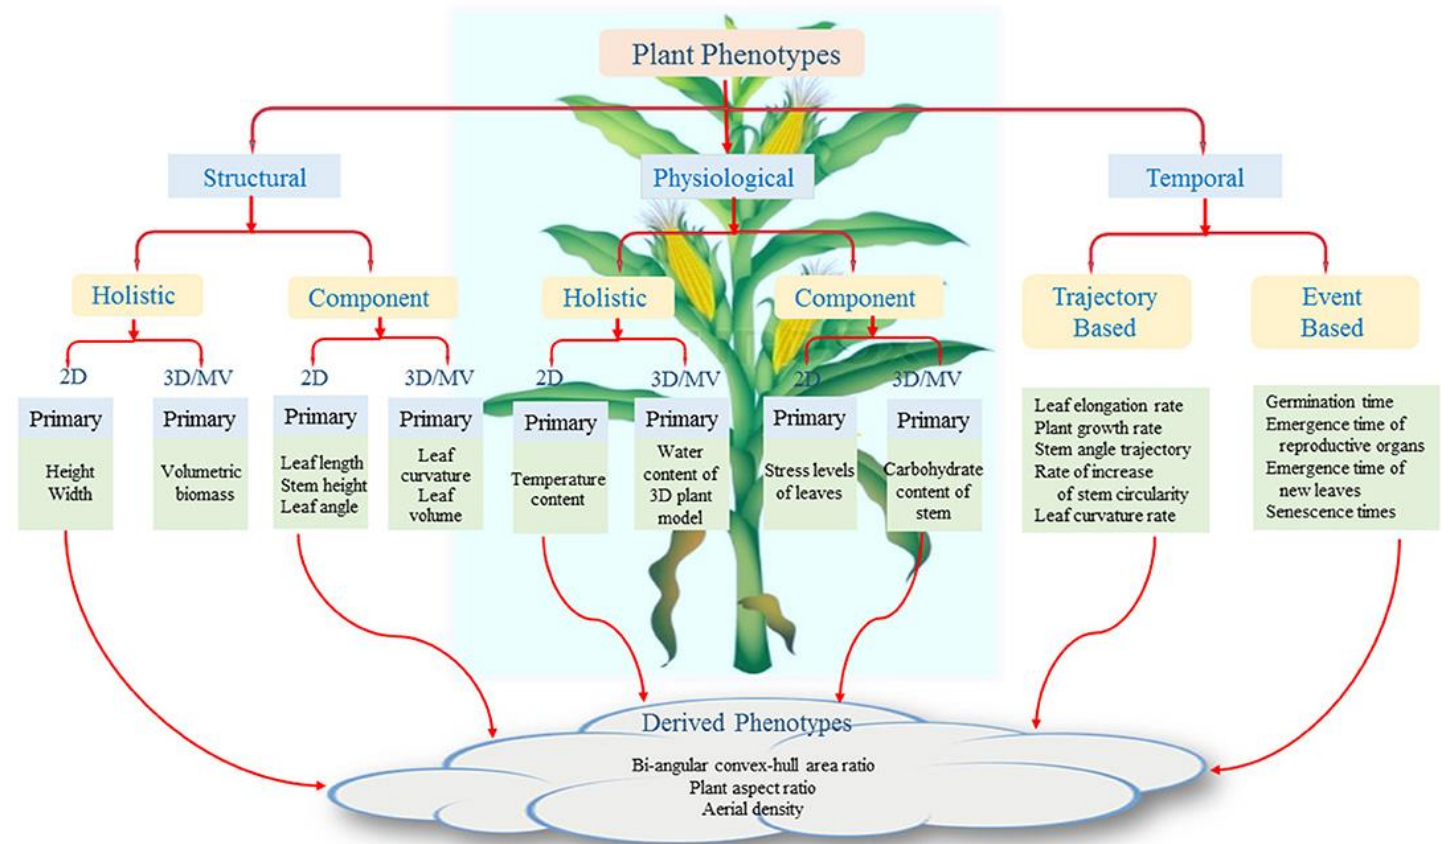 Plant Phenotypes
Structural
Physiological
Temporal
Holistic
Component
Holistic
Component
Trajectory
Based
Event
Based
2D
3D/MV
2D
3D/MV
2D
3D/MV
2D
3D/MV
Primary
Height
Width
Primary
Volumetric
biomass
Primary
Leaf length
Stem height
Leaf angle
Primary
Leaf
curvature
Leaf
volume
Primary
Temperature
content
Primary
Water
content of
3D plant
model
Primary
Stress levels
of leaves
Primary
Carbohydrate
content of
stem
Leaf elongation rate
Plant growth rate
Stem angle trajectory
Rate of increase
of stem circularity
Leaf curvature rate
Germination time
Emergence time of
reproductive organs
Emergence time of
new leaves
Senescence times
Derived Phenotypes
Bi-angular convex-hull area ratio
Plant aspect ratio
Aerial density